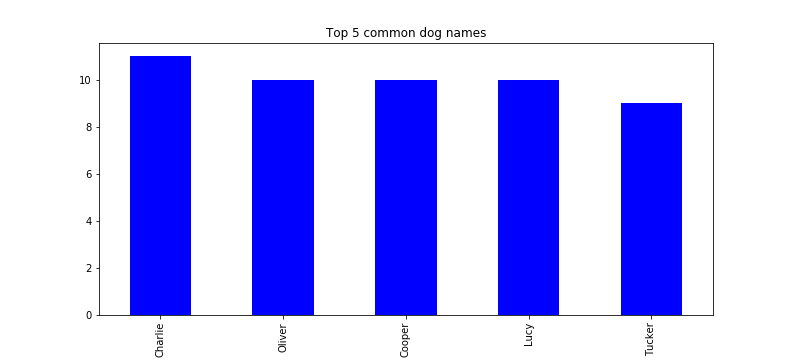 Top 5 common dog names
10
8
6
4
2
0
Charlie
Oliver
Cooper
Lucy
Tucker